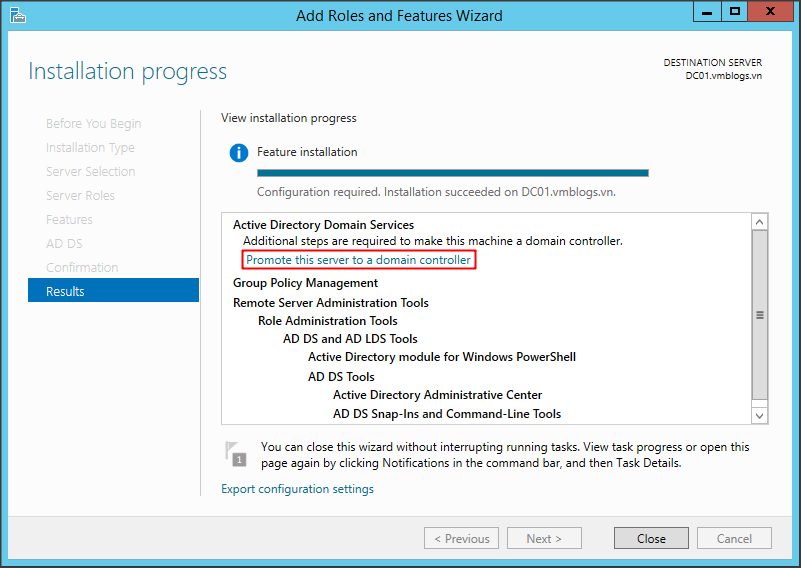 Add Roles and Features Wizard
Installation progress
DESTINATION SERVER
DC01.vmblogs.vn
Before You Begin
Installation Type
Server Selection
Server Roles
Features
AD DS
Confirmation
Results
View installation progress
Feature installation
Configuration required. Installation succeeded on DC01.vmblogs.vn.
Active Directory Domain Services
Additional steps are required to make this machine a domain controller.
Promote this server to a domain controller
Group Policy Management
Remote Server Administration Tools
Role Administration Tools
AD DS and AD LDS Tools
Active Directory module for Windows PowerShell
AD DS Tools
Active Directory Administrative Center
AD DS Snap-Ins and Command-Line Tools
1
You can close this wizard without interrupting running tasks. View task progress or open this
page again by clicking Notifications in the command bar, and then Task Details.
Export configuration settings
< Previous
Next >
Close
Cancel